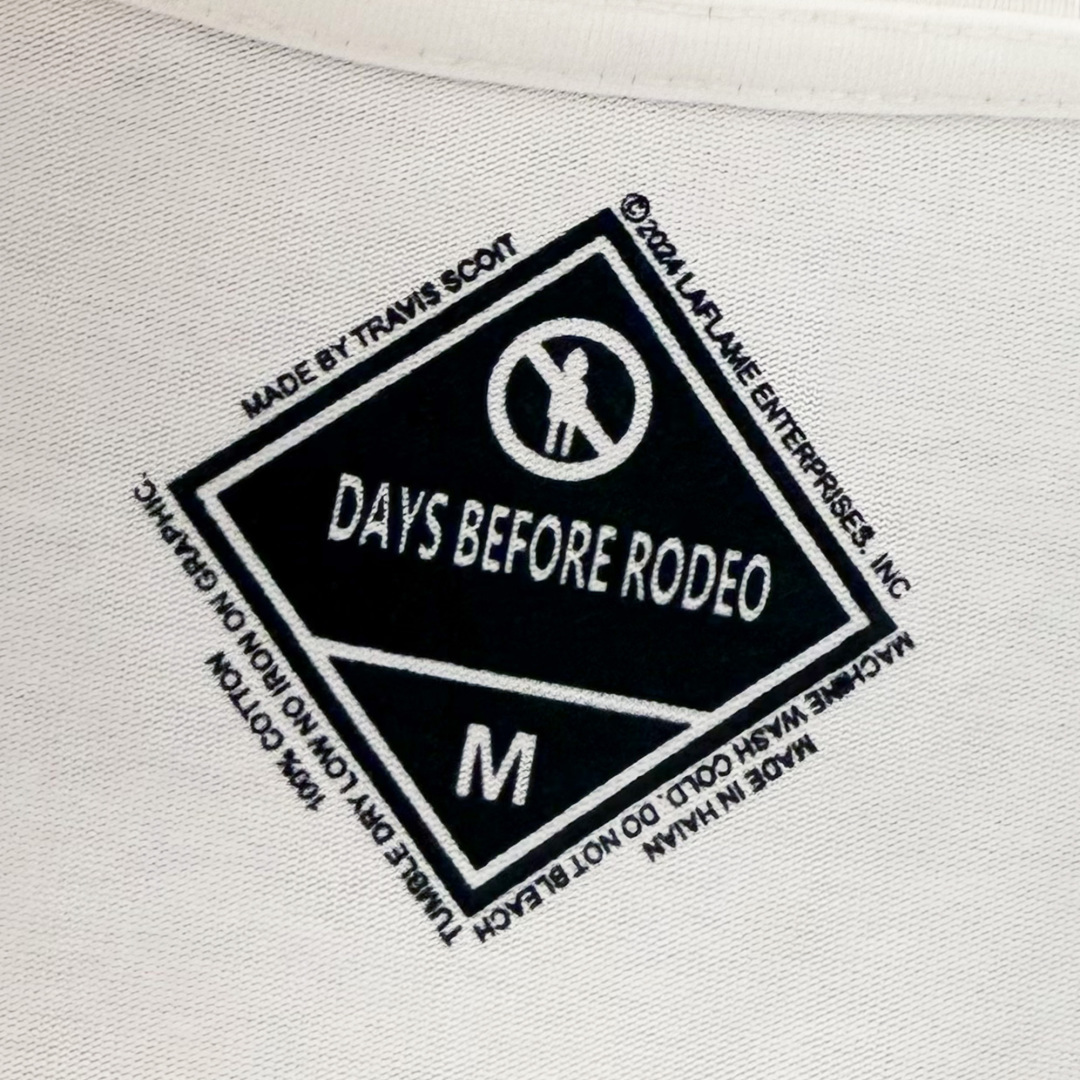 MADE BY TRAVIS SCOTT
© 2024 LAFLAME ENTERPRISES, INC
DAYS BEFORE RODEO
M
MACHINE WASH COLD. DO NOT BLEACH
MADE IN HAIAN
TUMBLE DRY LOW NO IRON ON GRAPHIC.
100% COTTON